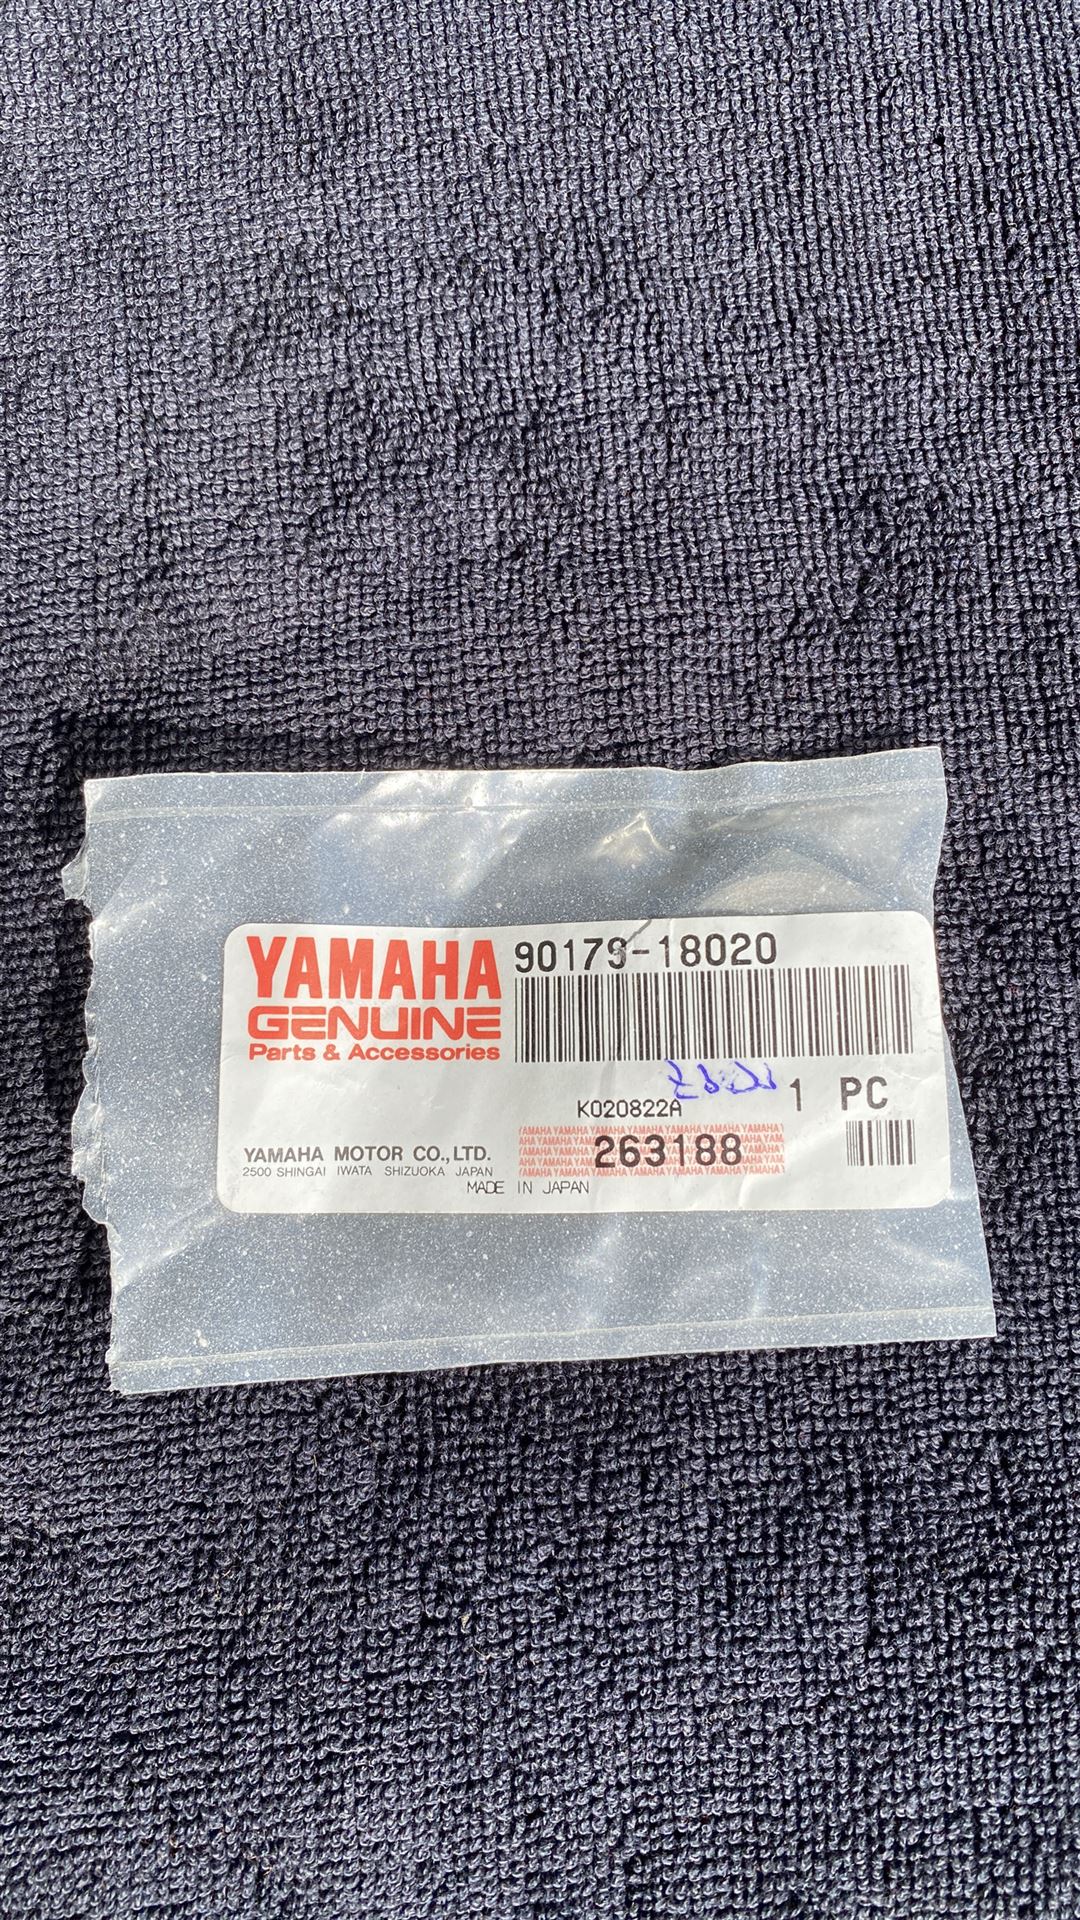 YAMAHA
GENUINE
Parts & Accessories
90179-18020
K020822A
1 PC
YAMAHA MOTOR CO., LTD.
2500 SHINGAI IWATA SHIZUOKA JAPAN
263188
MADE IN JAPAN